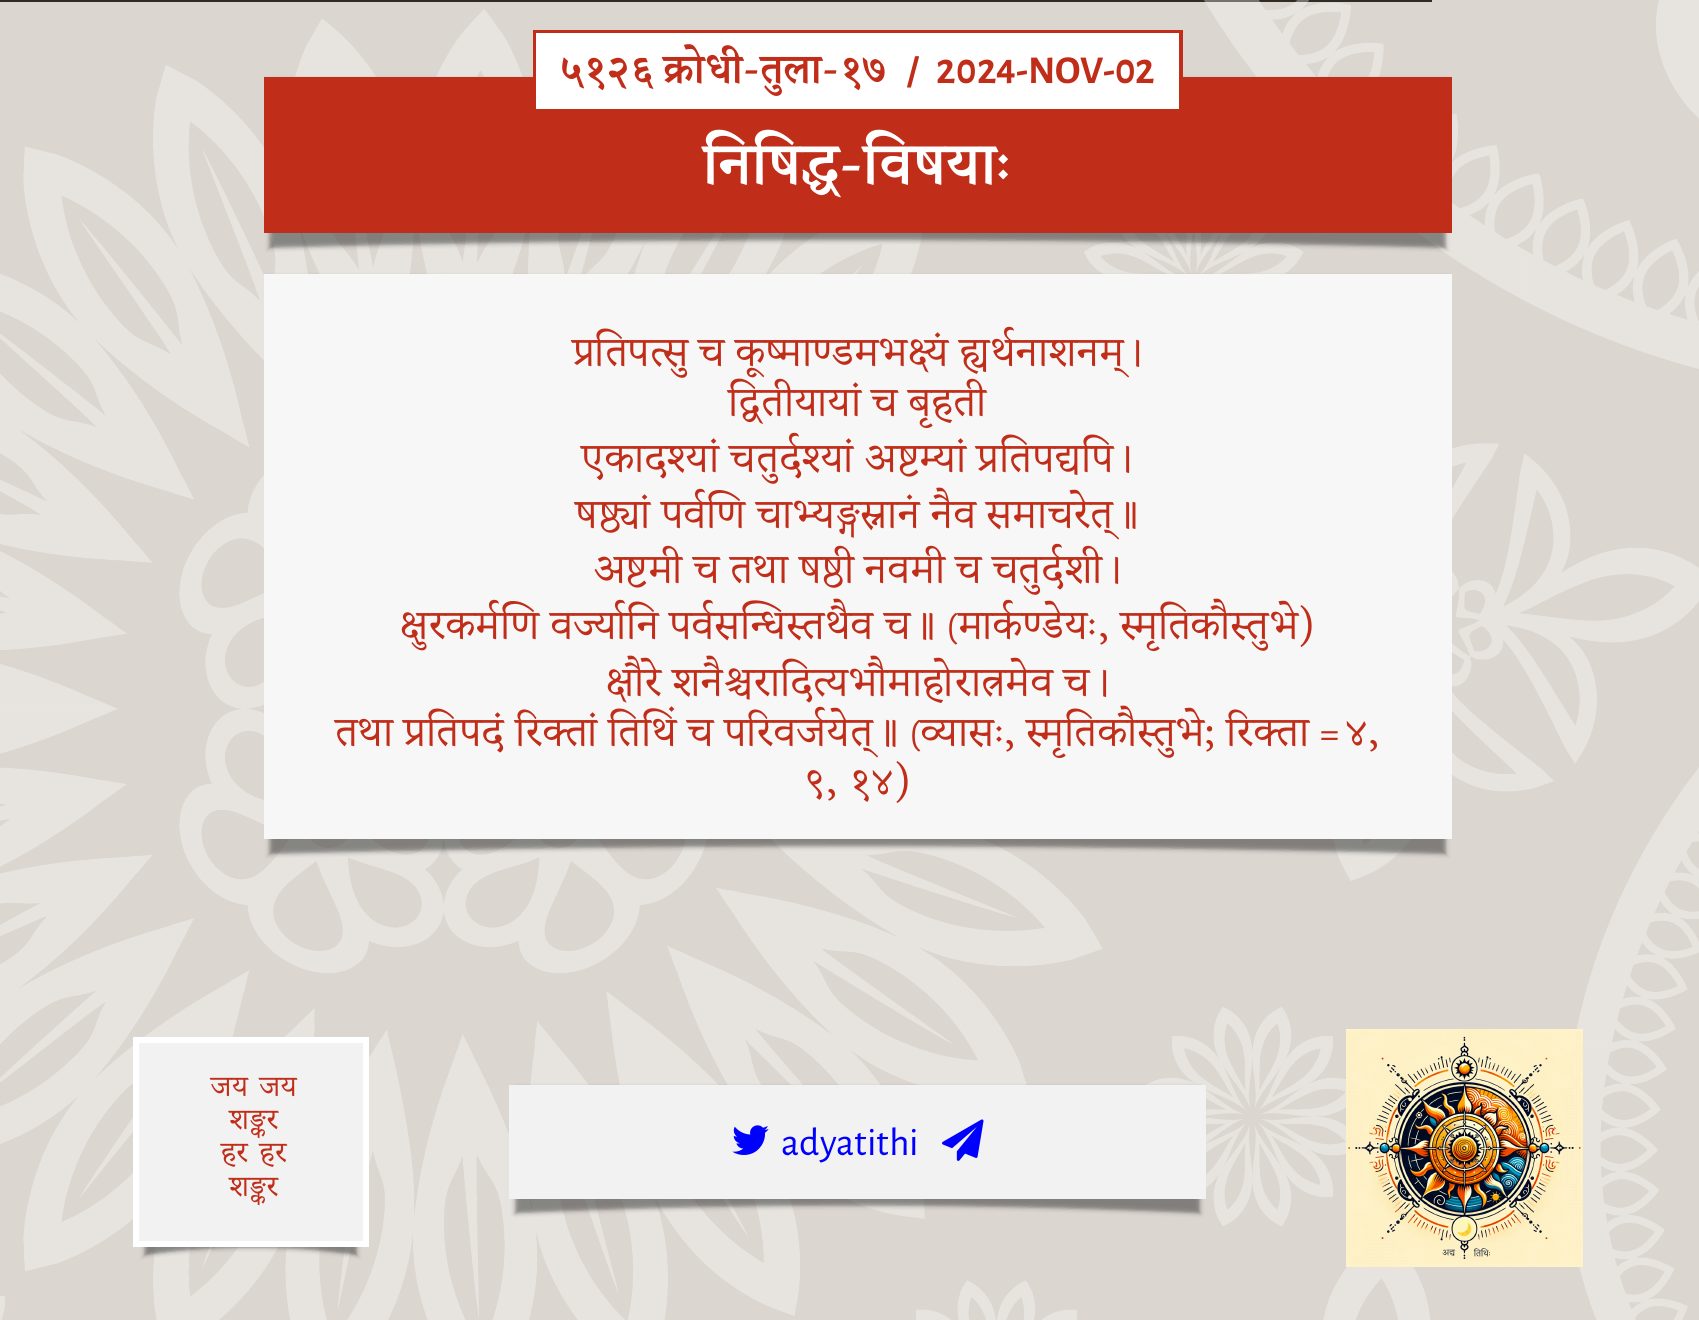 ५१२६ क्रोधी-तुला-१७ / 2024-NOV-02
निषिद्ध-विषयाः
प्रतिपत्सु च कूष्माण्डमभक्ष्यं ह्यर्थनाशनम्।
द्वितीयायां च बृहती
एकादश्यां चतुर्दश्यां अष्टम्यां प्रतिपद्यपि।
षष्ठ्यां पर्वणि चाभ्यङ्गस्नानं नैव समाचरेत्॥
अष्टमी च तथा षष्ठी नवमी च चतुर्दशी।
क्षुरकर्मणि वर्ज्यानि पर्वसन्धिस्तथैव च॥ (मार्कण्डेयः, स्मृतिकौस्तुभे)
क्षौरे शनैश्चरादित्यभौमाहोरात्रमेव च।
तथा प्रतिपदं रिक्तां तिथिं च परिवर्जयेत्॥ (व्यासः, स्मृतिकौस्तुभे; रिक्ता =४,
९, १४)
जय जय
शङ्कर
हर हर
शङ्कर
adyatithi
अद्य तिथिः